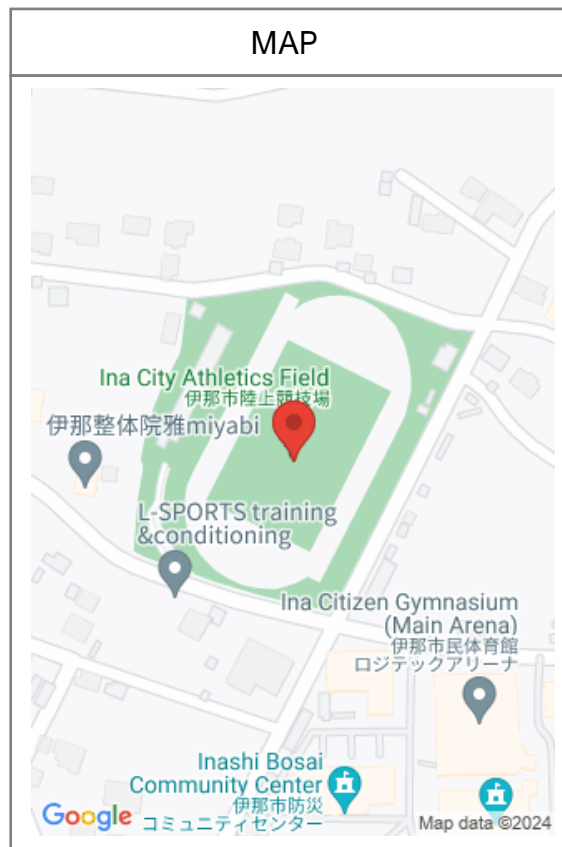 MAP
Ina City Athletics Field
伊那市陸上競技場
伊那整体院雅miyabi
L-SPORTS training
&conditioning
Ina Citizen Gymnasium
(Main Arena)
伊那市民体育館
ロジテックアリーナ
Inashi Bosai
Community Center
伊那市防災
コミュニティセンター
Google
Map data ©2024